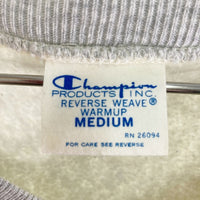 Champion
PRODUCTS INC.
REVERSE WEAVE®
WARMUP
MEDIUM
RN 26094
FOR CARE SEE REVERSE